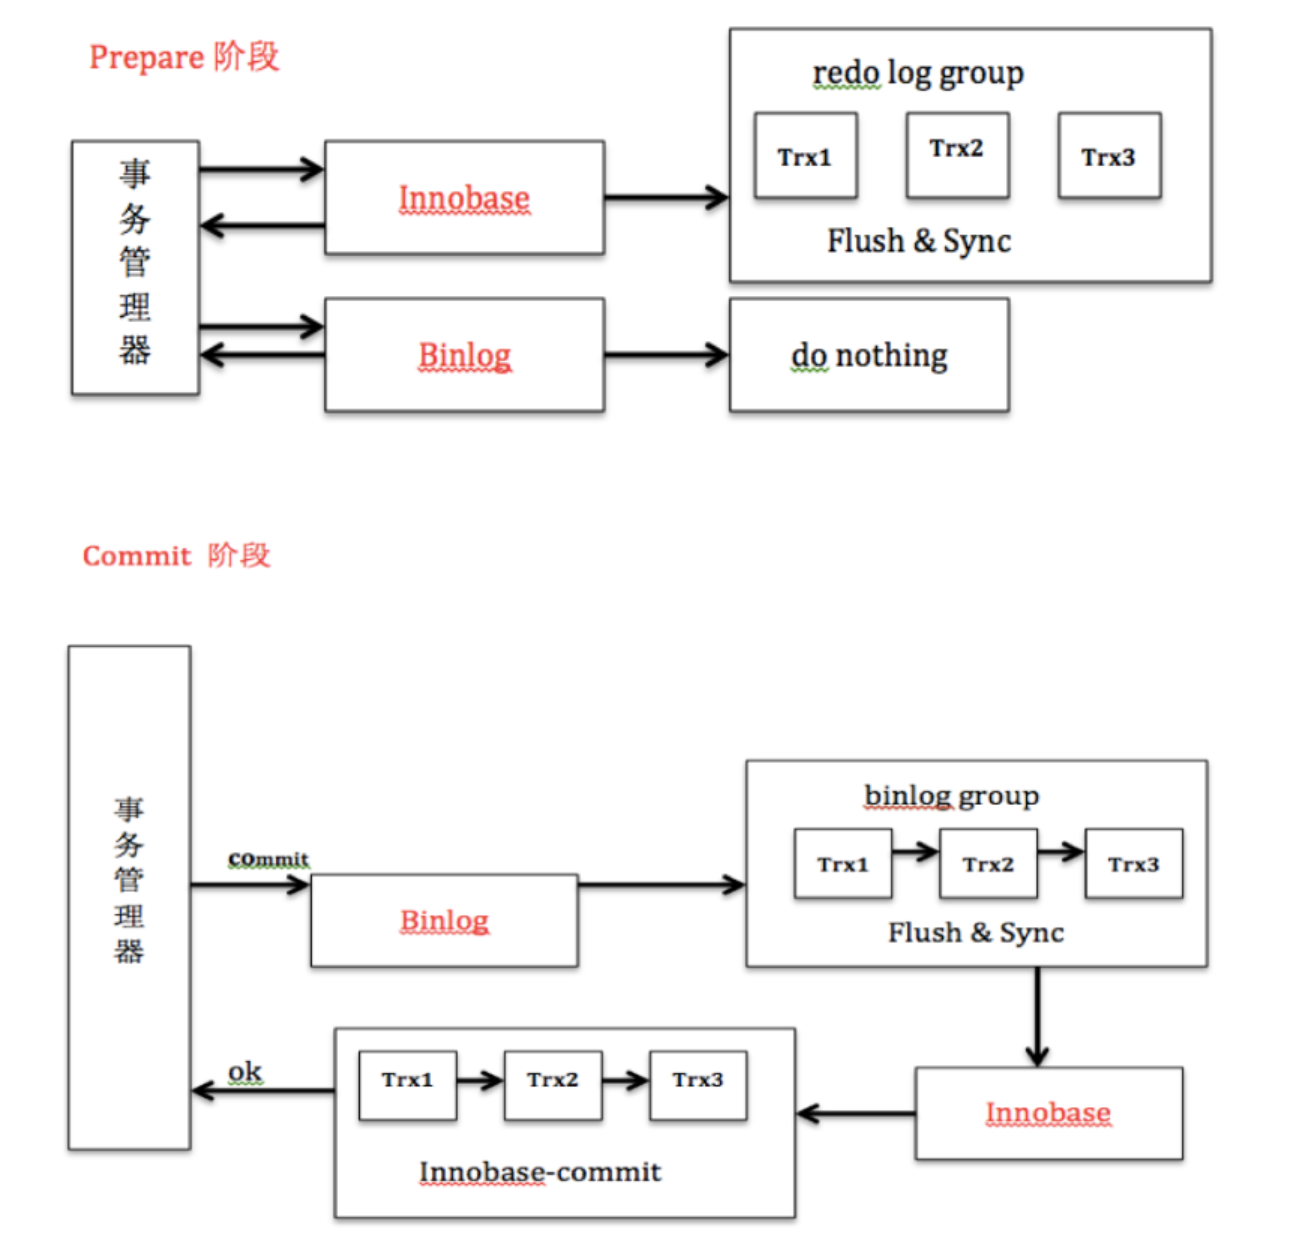 Prepare 阶段
redo log group
Trx1
Trx2
Trx3
Flush & Sync
事
务
管
理
器
Innobase
Binlog
do nothing
Commit 阶段
事
务
管
理
器
commit
Binlog
binlog group
Trx1
Trx2
Trx3
Flush & Sync
Innobase
Trx1
Trx2
Trx3
Innobase-commit
ok